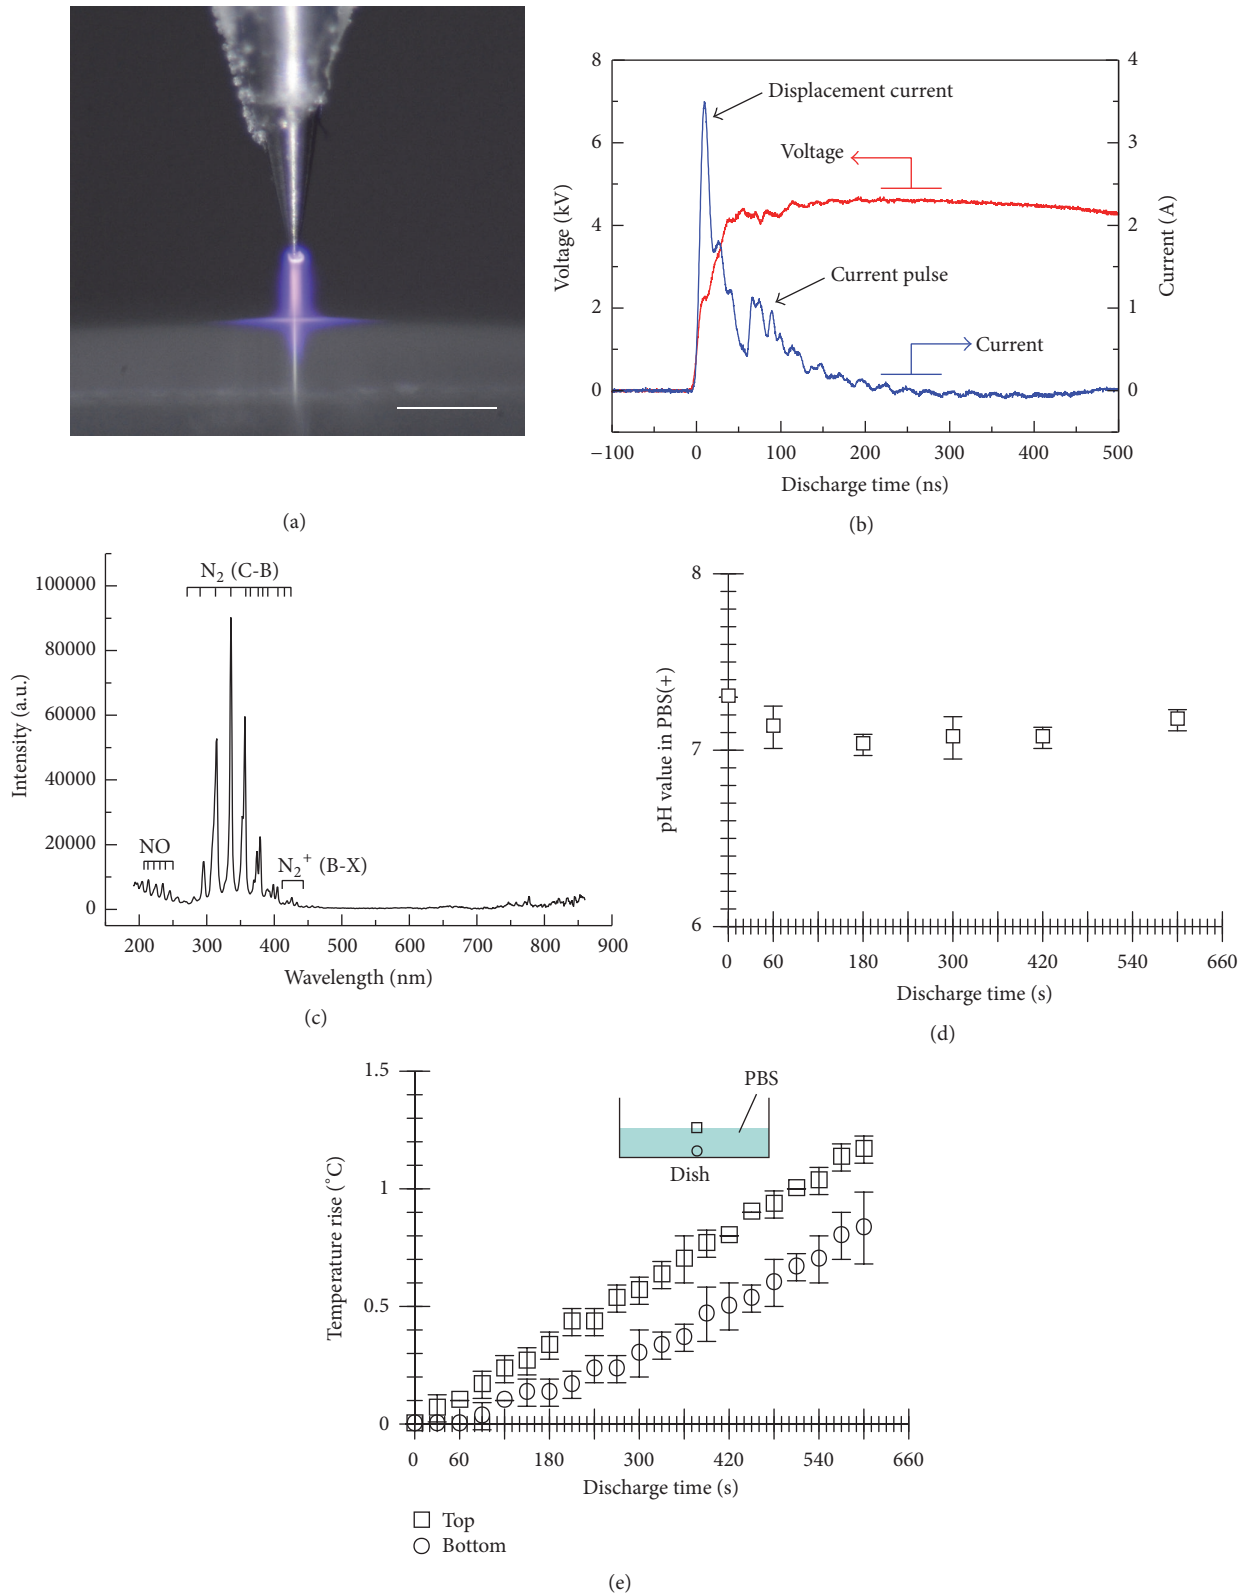 8
6
4
2
0
Voltage (kV)
4
3
2
1
0
Current (A)
Displacement current
Voltage
Current pulse
Current
−100
0
100
200
300
400
500
Discharge time (ns)
(a)
(b)
100000
80000
60000
40000
20000
0
Intensity (a.u.)
N₂ (C-B)
NO
N₂⁺ (B-X)
200
300
400
500
600
700
800
900
Wavelength (nm)
(c)
8
7
6
pH value in PBS(+)
0
60
180
300
420
540
660
Discharge time (s)
(d)
1.5
1
0.5
0
Temperature rise (°C)
PBS
Dish
0
60
180
300
420
540
660
Discharge time (s)
Top
Bottom
(e)